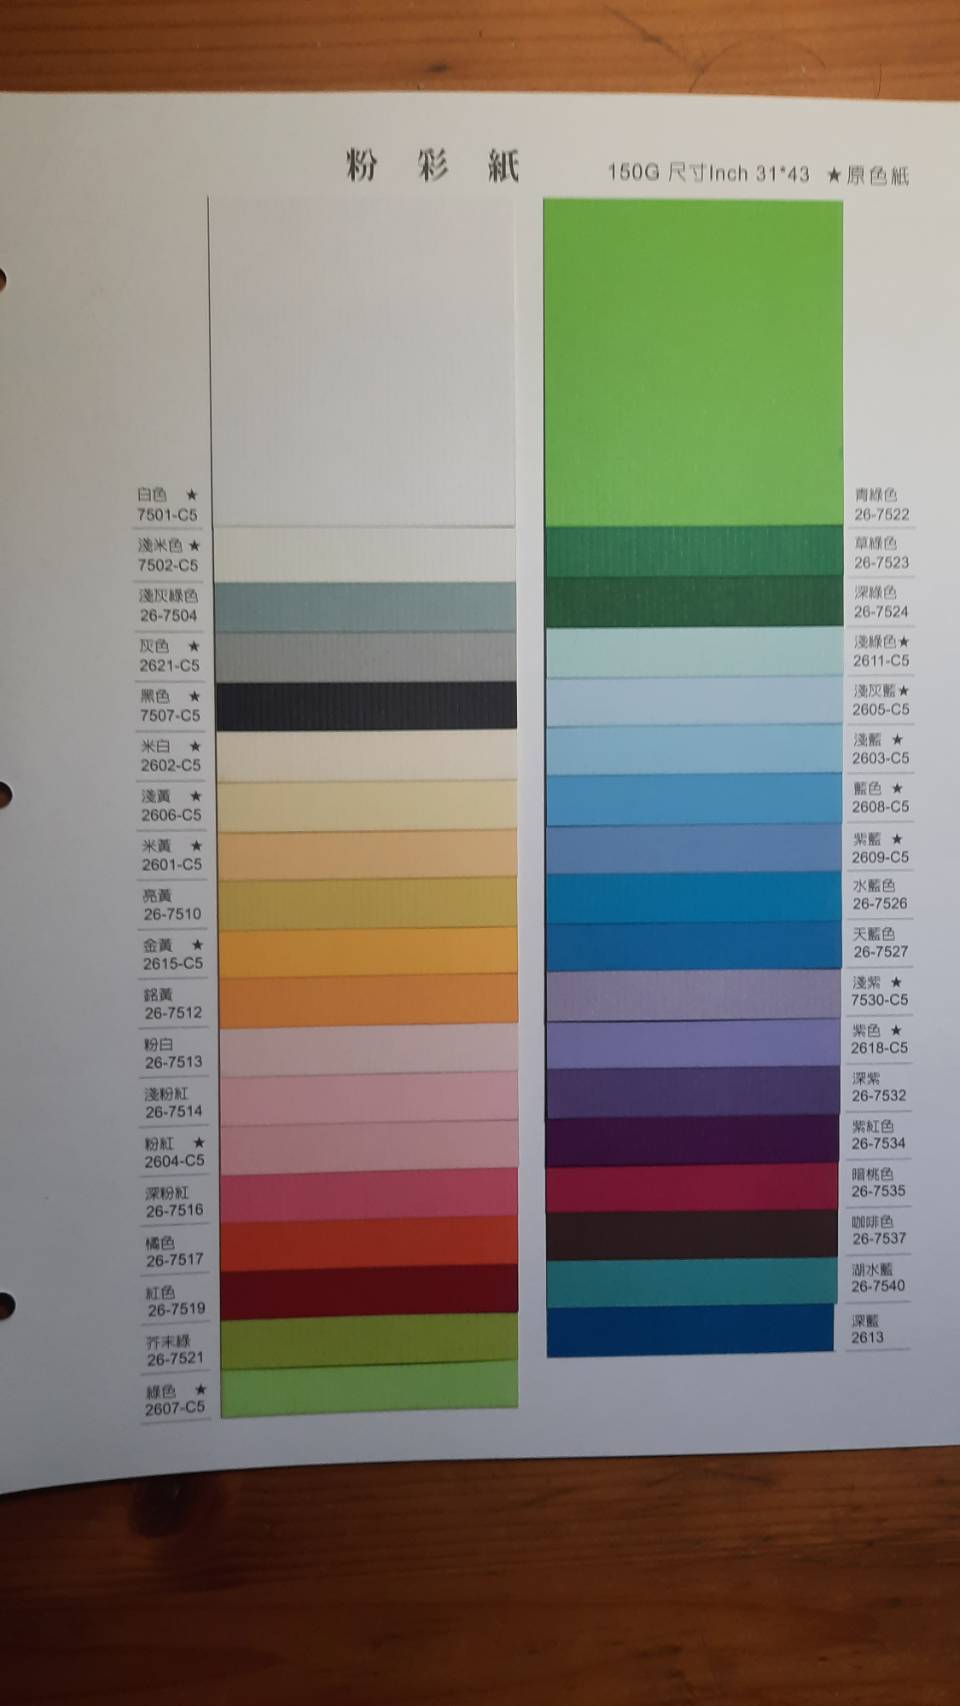 粉 彩 紙
150G 尺寸Inch 31*43 ★原色紙
白色 ★
7501-C5
淺米色★
7502-C5
淺灰綠色
26-7504
灰色 ★
2621-C5
黑色 ★
7507-C5
米白 ★
2602-C5
淺黃 ★
2606-C5
米黃 ★
2601-C5
亮黃
26-7510
金黃 ★
2615-C5
銘黃
26-7512
粉白
26-7513
淺粉紅
26-7514
粉紅 ★
2604-C5
深粉紅
26-7516
橘色
26-7517
紅色
26-7519
芥末綠
26-7521
綠色 ★
2607-C5
青綠色
26-7522
草綠色
26-7523
深綠色
26-7524
淺綠色★
2611-C5
淺灰藍★
2605-C5
淺藍 ★
2603-C5
藍色 ★
2608-C5
紫藍 ★
2609-C5
水藍色
26-7526
天藍色
26-7527
淺紫 ★
7530-C5
紫色 ★
2618-C5
深紫
26-7532
紫紅色
26-7534
暗桃色
26-7535
咖啡色
26-7537
湖水藍
26-7540
深藍
2613